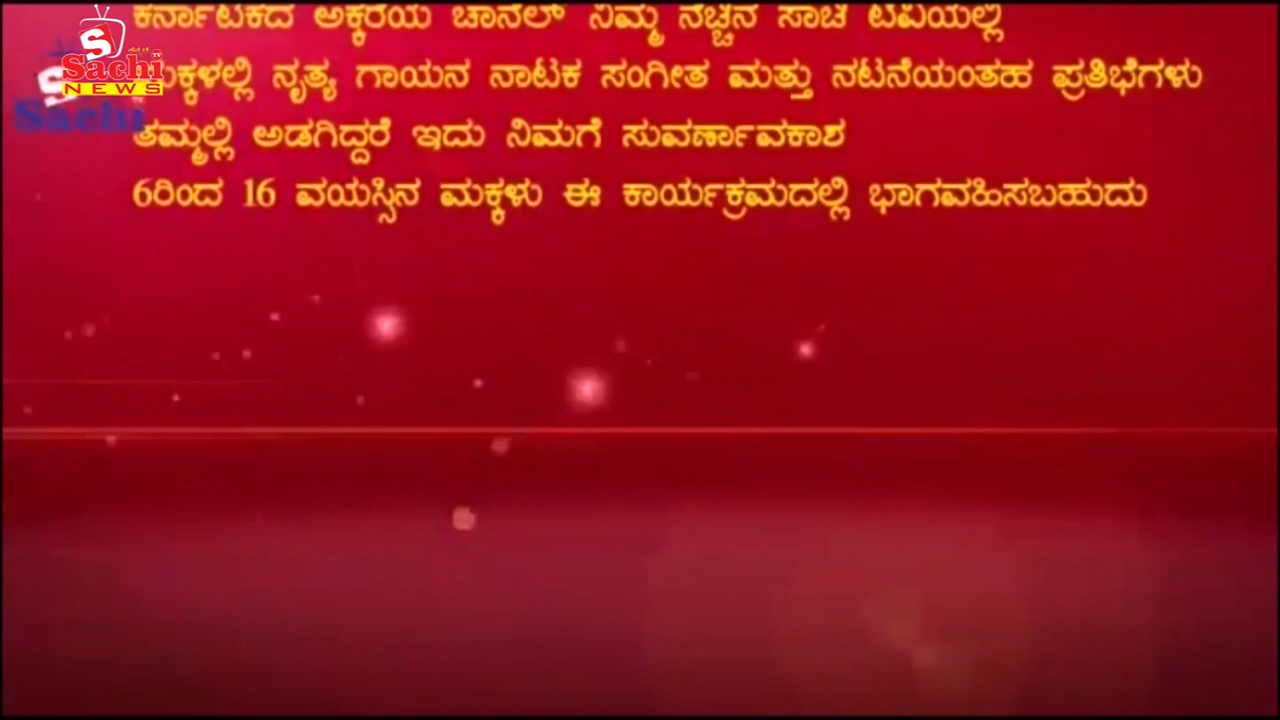 ಕರ್ನಾಟಕದ ಅಕ್ಕರೆಯ ಚಾನೆಲ್ ನಿಮ್ಮ ನೆಚ್ಚಿನ ಸಾಚಿ ಟಿವಿಯಲ್ಲಿ
Sachi
NEWS
ಮಕ್ಕಳಲ್ಲಿ ನೃತ್ಯ ಗಾಯನ ನಾಟಕ ಸಂಗೀತ ಮತ್ತು ನಟನೆಯಂತಹ ಪ್ರತಿಭೆಗಳು
Sachi
ತಮ್ಮಲ್ಲಿ ಅಡಗಿದ್ದರೆ ಇದು ನಿಮಗೆ ಸುವರ್ಣಾವಕಾಶ
6ರಿಂದ 16 ವಯಸ್ಸಿನ ಮಕ್ಕಳು ಈ ಕಾರ್ಯಕ್ರಮದಲ್ಲಿ ಭಾಗವಹಿಸಬಹುದು